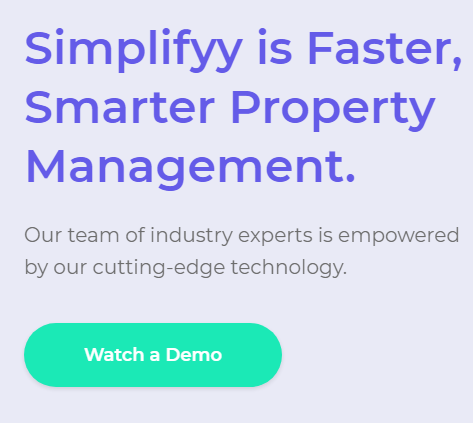 Simplifyy is Faster,
Smarter Property
Management.
Our team of industry experts is empowered
by our cutting-edge technology.
Watch a Demo